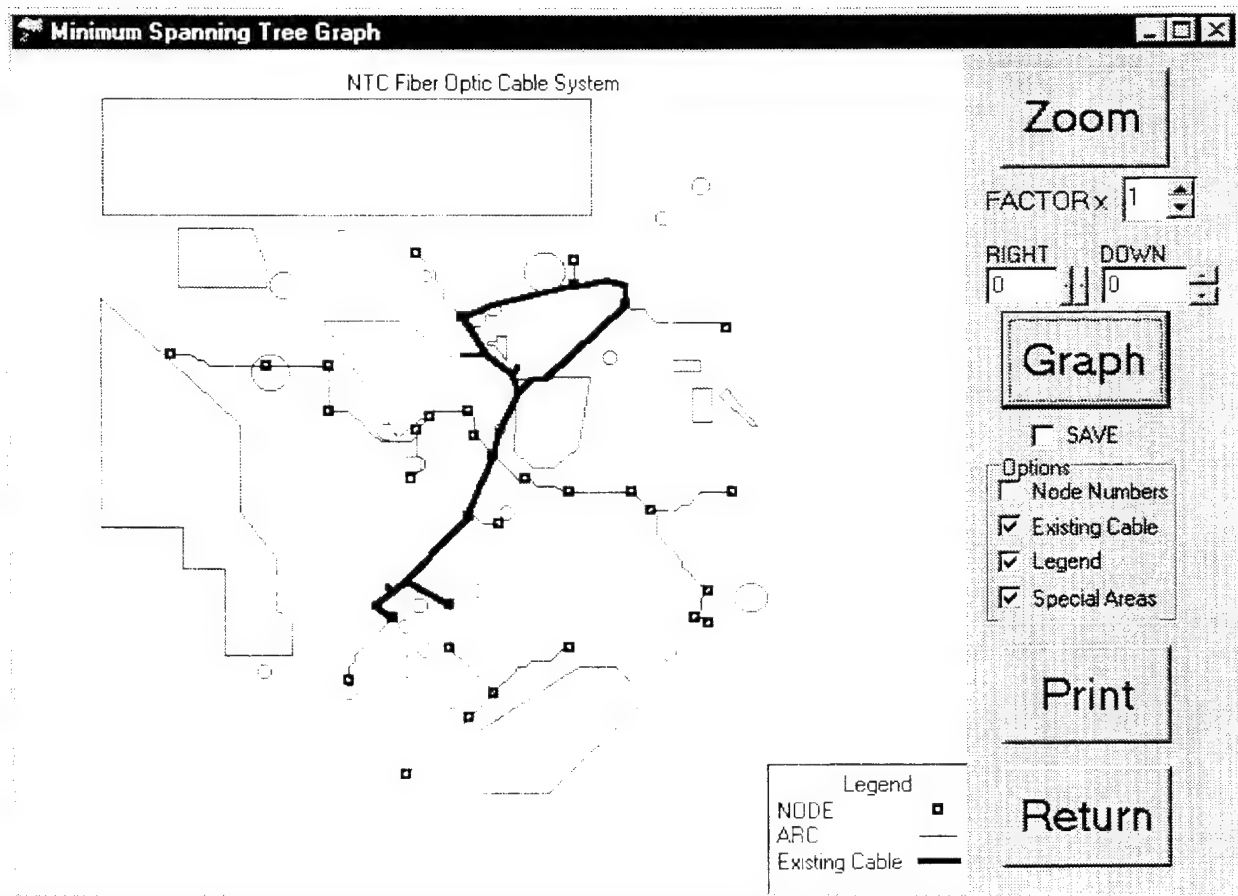 Minimum Spanning Tree Graph
NTC Fiber Optic Cable System
Zoom
FACTOR x 1
RIGHT DOWN
0 0
Graph
SAVE
Options
Node Numbers
Existing Cable
Legend
Special Areas
Print
Return
Legend
NODE
ARC
Existing Cable